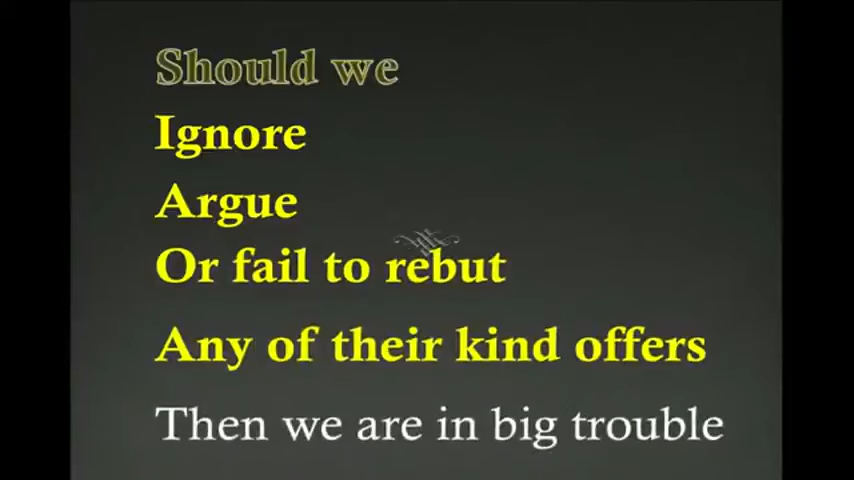 Should we
Ignore
Argue
Or fail to rebut
Any of their kind offers
Then we are in big trouble